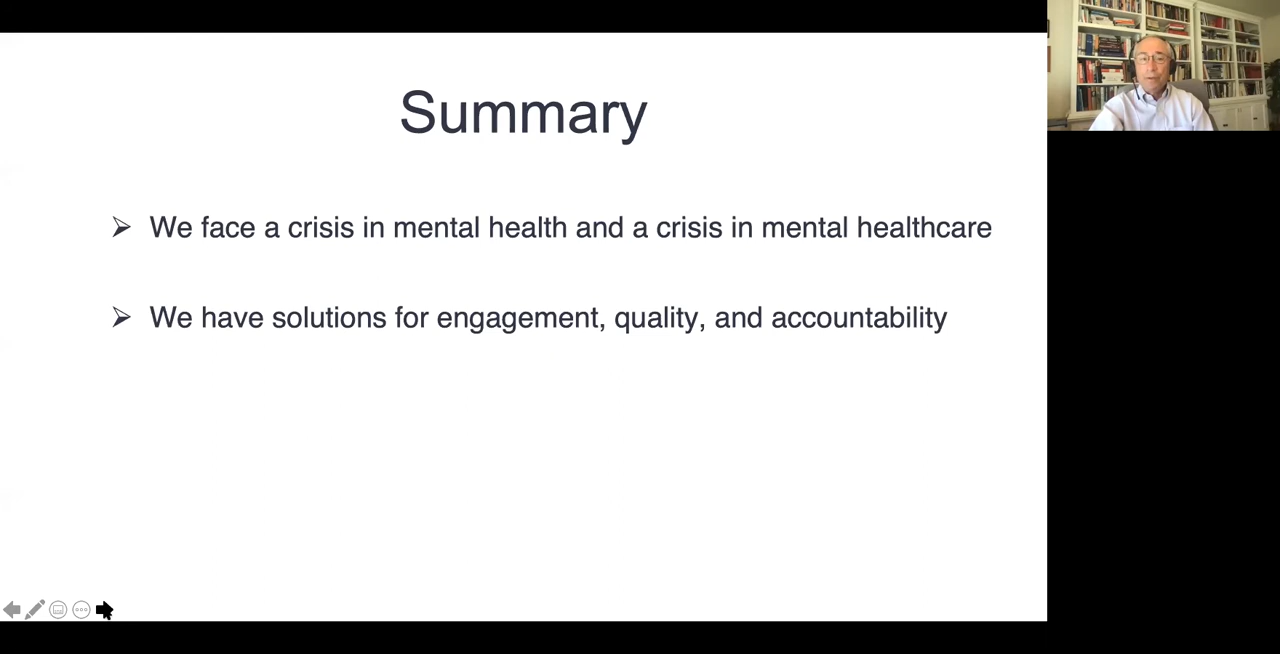 Summary
➢ We face a crisis in mental health and a crisis in mental healthcare
➢ We have solutions for engagement, quality, and accountability